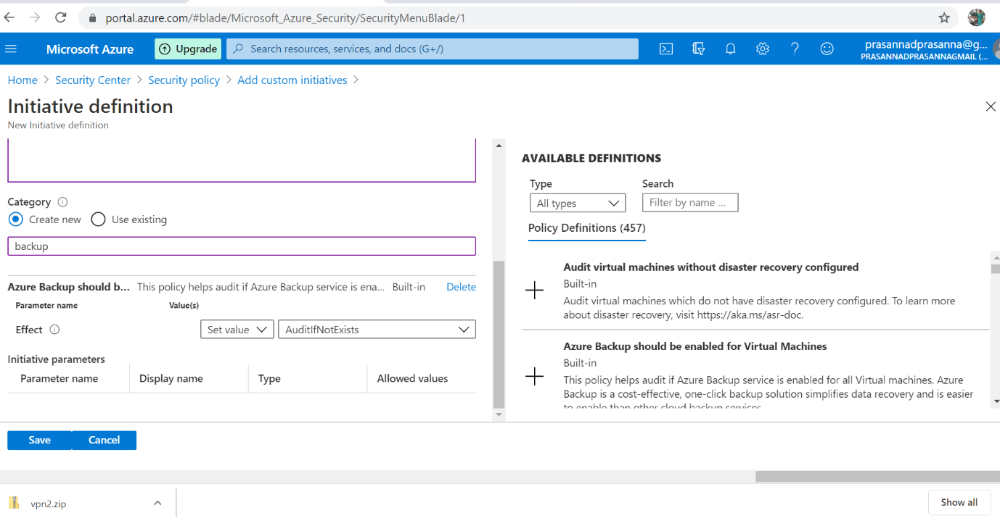 portal.azure.com/#blade/Microsoft_Azure_Security/SecurityMenuBlade/1
Microsoft Azure
Upgrade
Search resources, services, and docs (G+/)
prasannadprasanna@g...
PRASANNADPRASANNAGMAIL (...
Home > Security Center > Security policy > Add custom initiatives >
Initiative definition
New Initiative definition
Category
Create new
Use existing
backup
Azure Backup should b... This policy helps audit if Azure Backup service is ena... Built-in Delete
Parameter name Value(s)
Effect Set value AuditIfNotExists
Initiative parameters
Parameter name Display name Type Allowed values
AVAILABLE DEFINITIONS
Type Search
All types Filter by name ...
Policy Definitions (457)
Audit virtual machines without disaster recovery configured
Built-in
Audit virtual machines which do not have disaster recovery configured. To learn more
about disaster recovery, visit https://aka.ms/asr-doc.
Azure Backup should be enabled for Virtual Machines
Built-in
This policy helps audit if Azure Backup service is enabled for all Virtual machines. Azure
Backup is a cost-effective, one-click backup solution simplifies data recovery and is easier
to enable than other cloud backup services.
Save Cancel
vpn2.zip
Show all